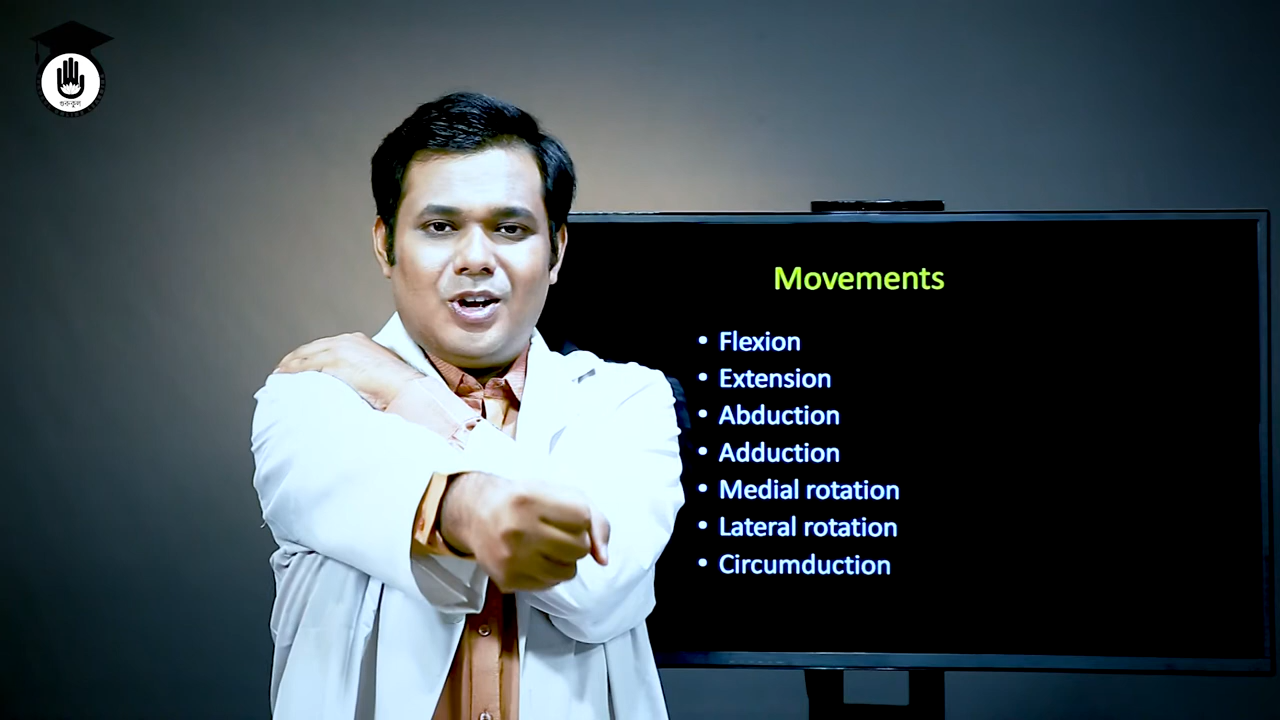 গুরুকুল
Movements
• Flexion
• Extension
• Abduction
• Adduction
• Medial rotation
• Lateral rotation
• Circumduction